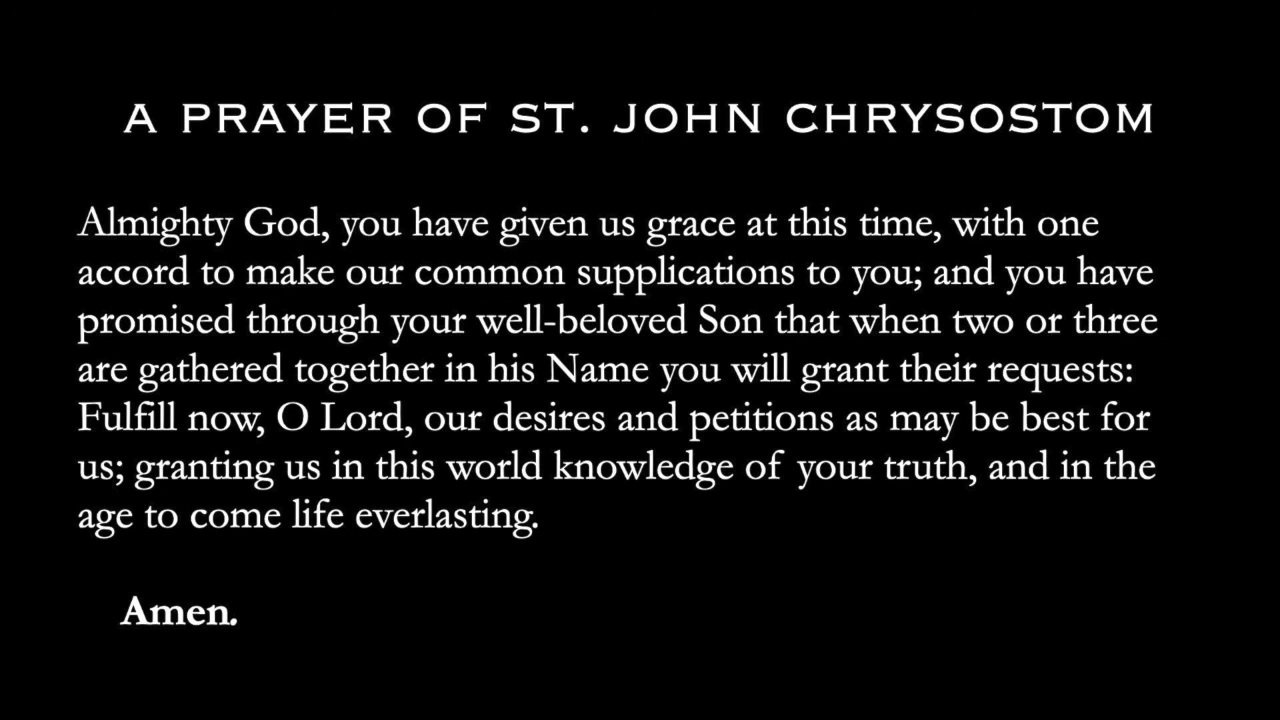 A PRAYER OF ST. JOHN CHRYSOSTOM
Almighty God, you have given us grace at this time, with one
accord to make our common supplications to you; and you have
promised through your well-beloved Son that when two or three
are gathered together in his Name you will grant their requests:
Fulfill now, O Lord, our desires and petitions as may be best for
us; granting us in this world knowledge of your truth, and in the
age to come life everlasting.
Amen.